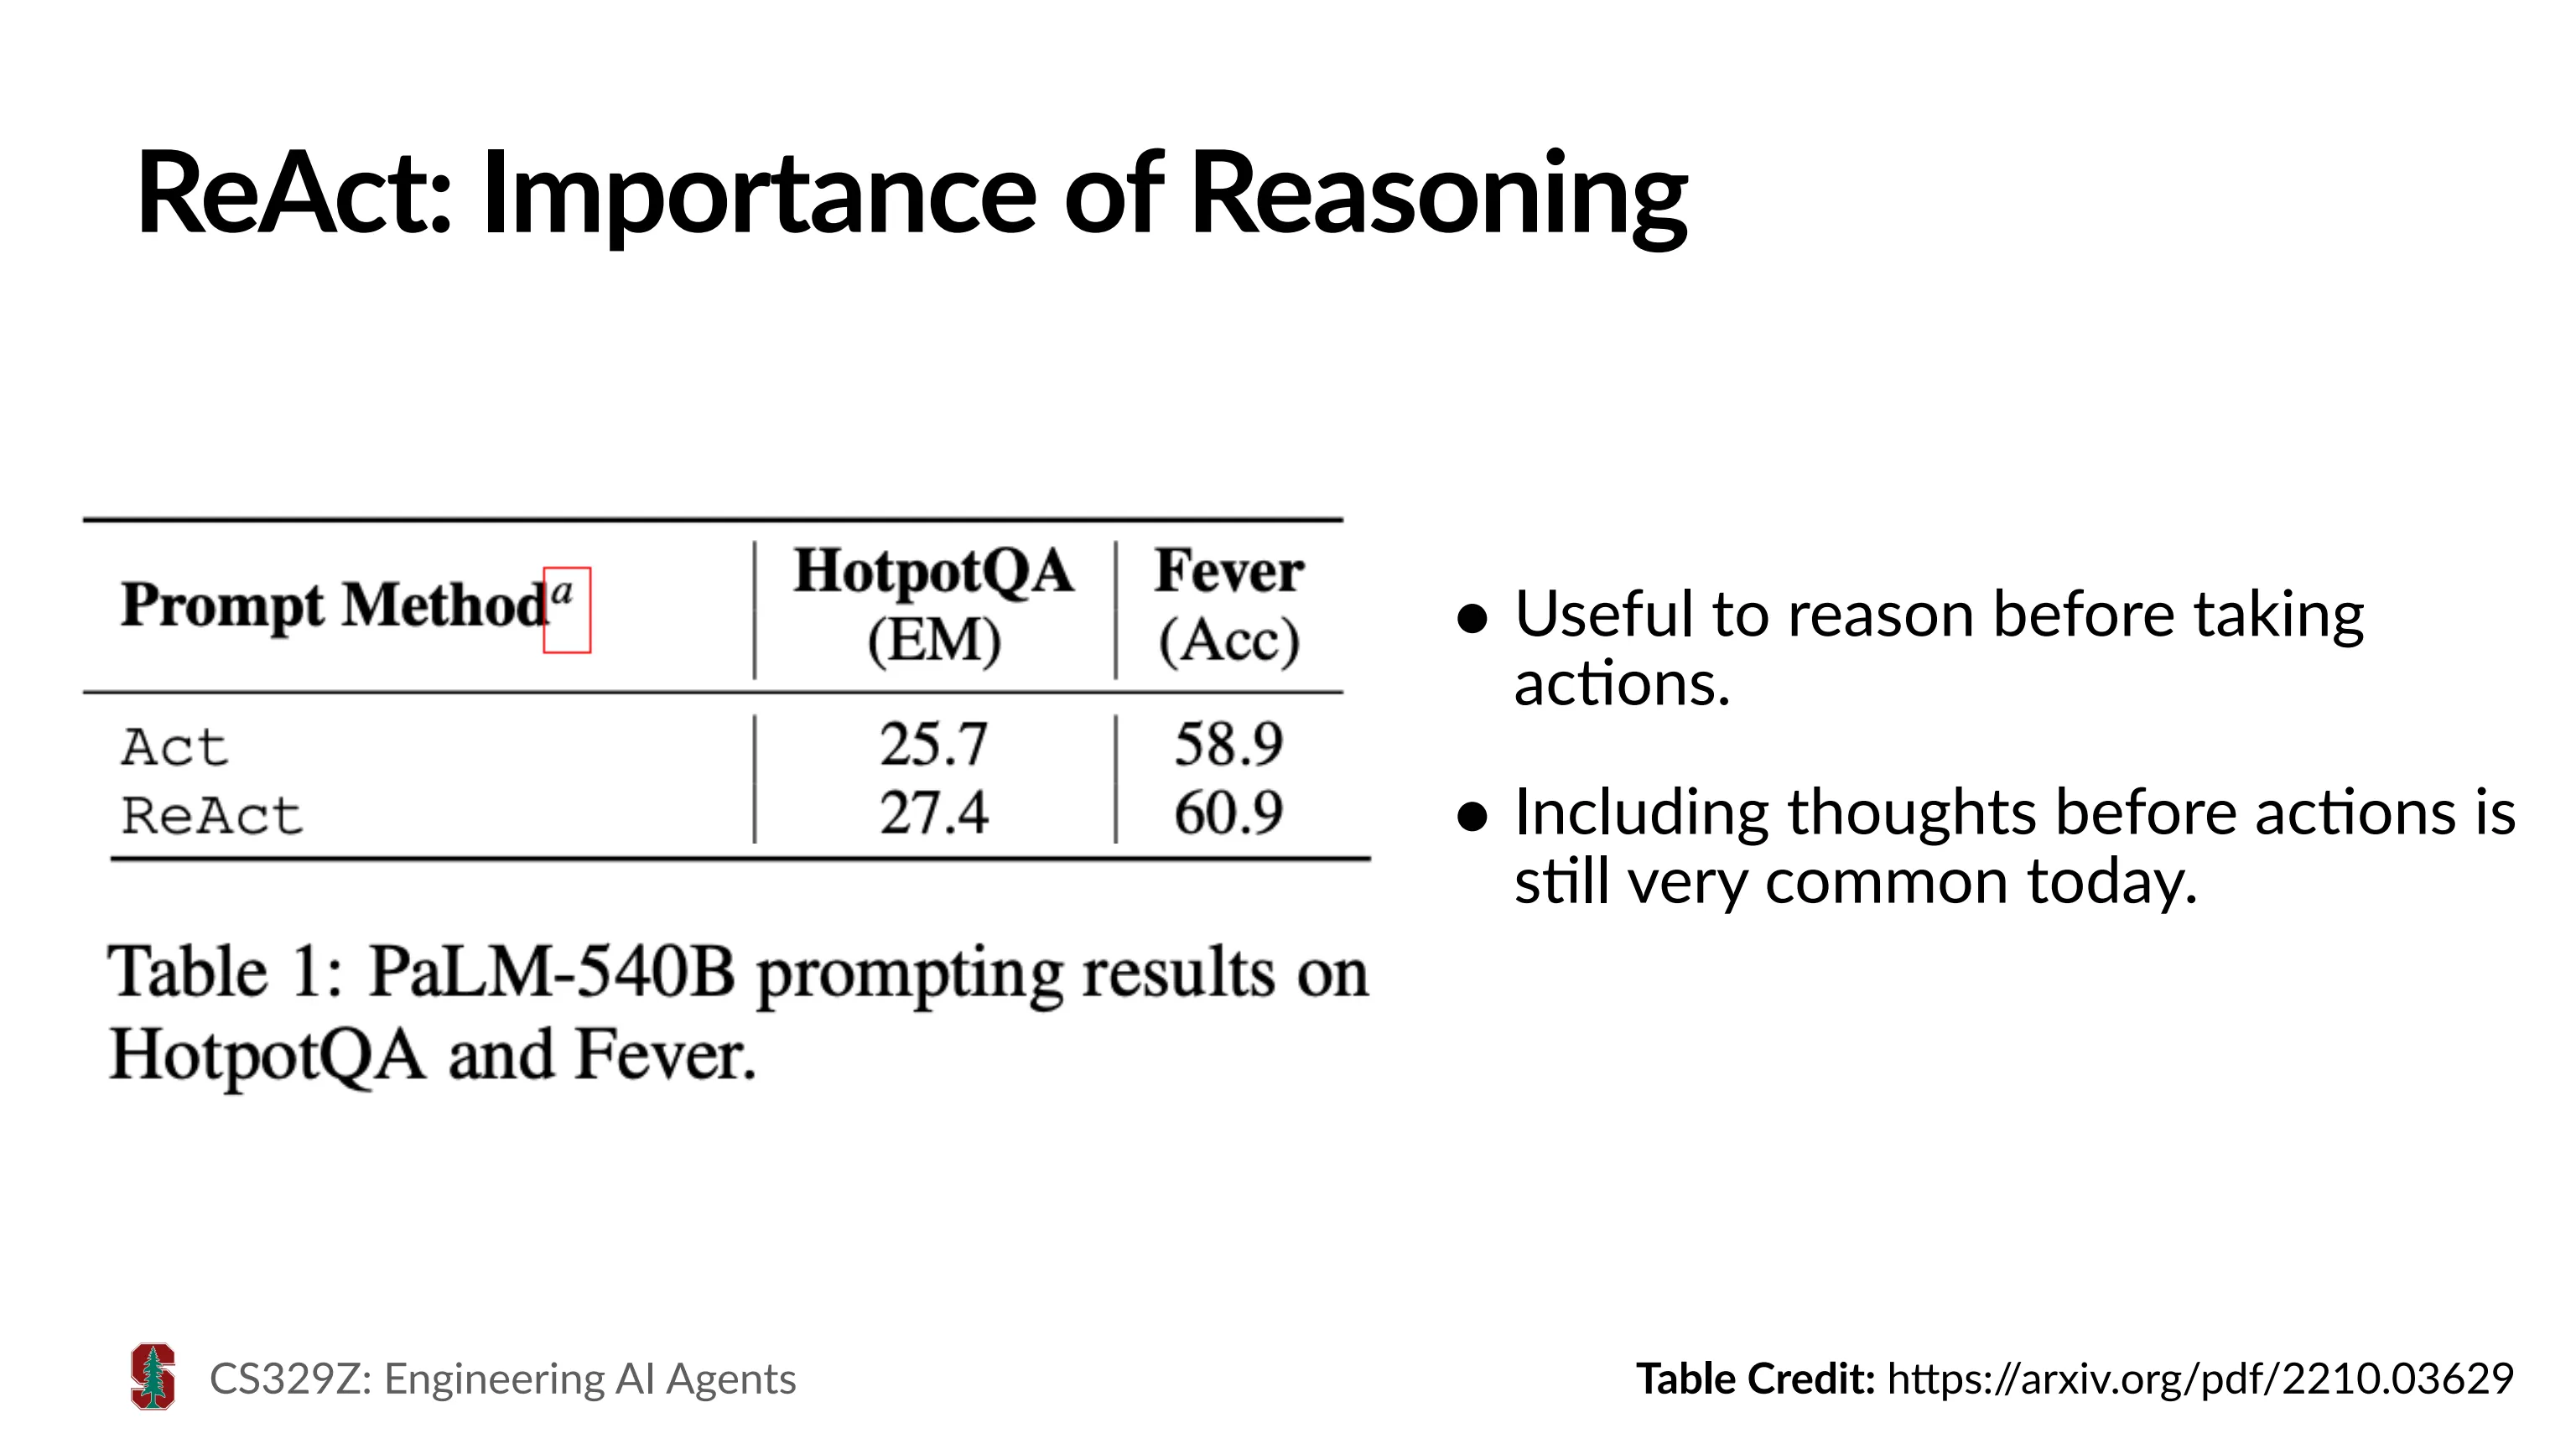 ReAct: Importance of Reasoning
Prompt Methodᵃ | HotpotQA (EM) | Fever (Acc)
Act | 25.7 | 58.9
ReAct | 27.4 | 60.9
Table 1: PaLM-540B prompting results on
HotpotQA and Fever.
● Useful to reason before taking
actions.
● Including thoughts before actions is
still very common today.
CS329Z: Engineering AI Agents
Table Credit: https://arxiv.org/pdf/2210.03629